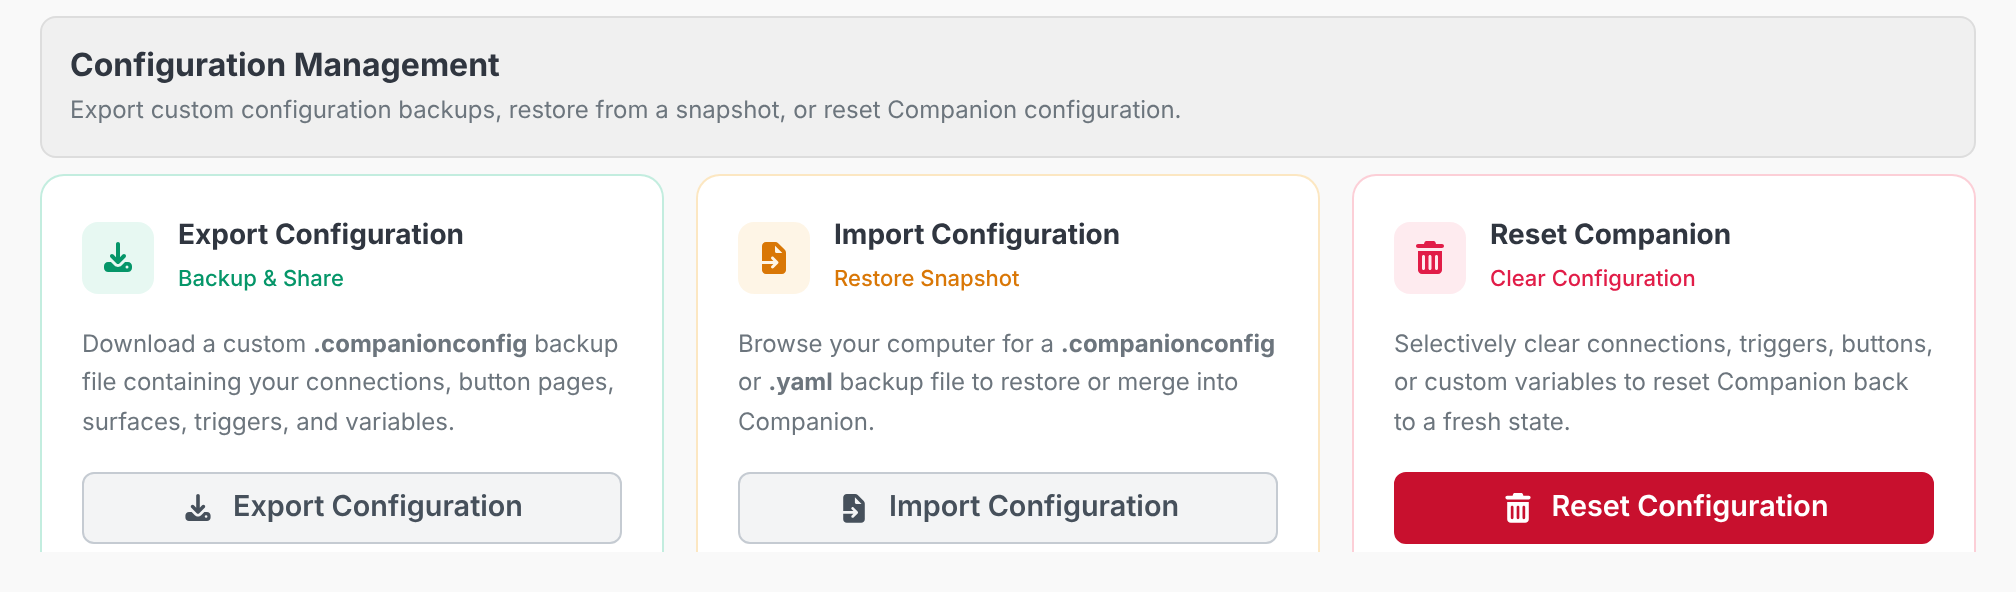 Configuration Management
Export custom configuration backups, restore from a snapshot, or reset Companion configuration.
Export Configuration
Backup & Share
Download a custom .companionconfig backup
file containing your connections, button pages,
surfaces, triggers, and variables.
Export Configuration
Import Configuration
Restore Snapshot
Browse your computer for a .companionconfig
or .yaml backup file to restore or merge into
Companion.
Import Configuration
Reset Companion
Clear Configuration
Selectively clear connections, triggers, buttons,
or custom variables to reset Companion back
to a fresh state.
Reset Configuration